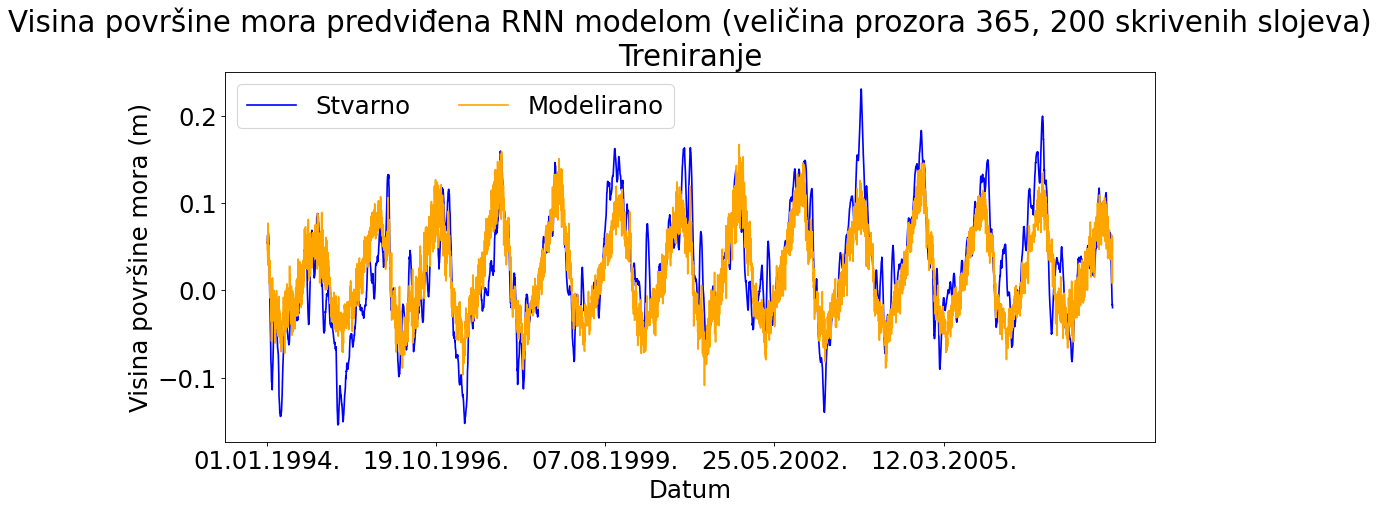 Visina površine mora predviđena RNN modelom (veličina prozora 365, 200 skrivenih slojeva)
Treniranje
Stvarno Modelirano
Visina površine mora (m)
0.2
0.1
0.0
−0.1
01.01.1994. 19.10.1996. 07.08.1999. 25.05.2002. 12.03.2005.
Datum